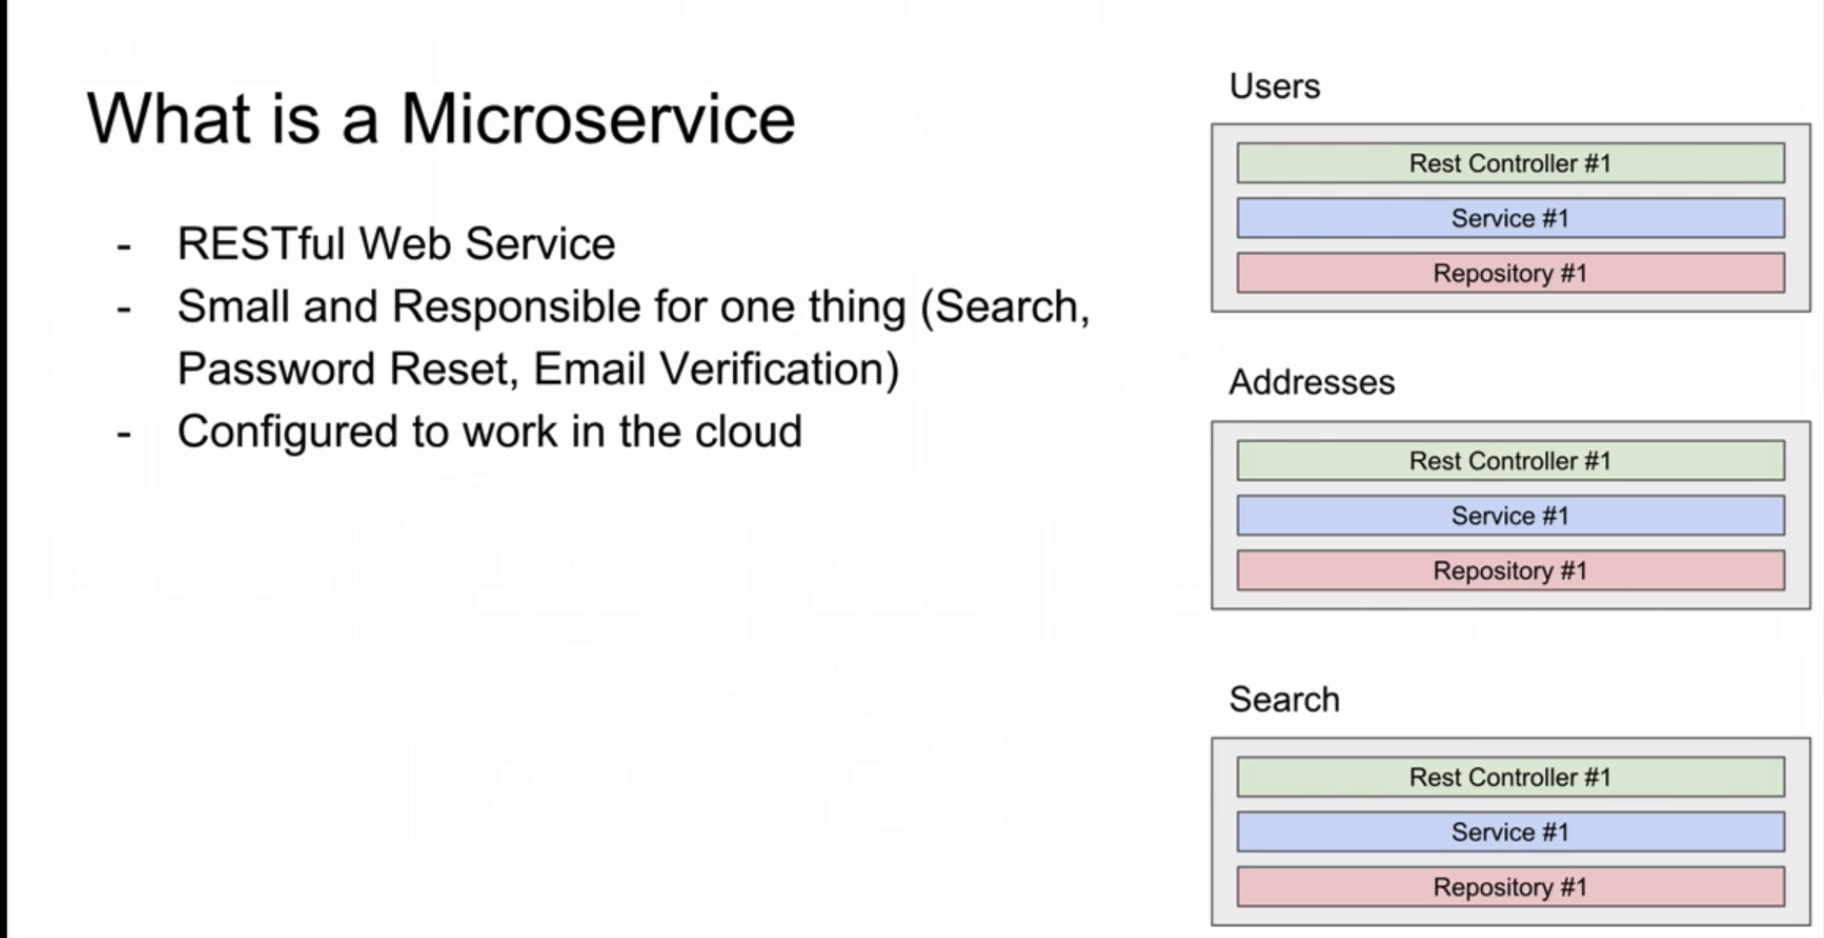 What is a Microservice
- RESTful Web Service
- Small and Responsible for one thing (Search,
Password Reset, Email Verification)
- Configured to work in the cloud
Users
Rest Controller #1
Service #1
Repository #1
Addresses
Rest Controller #1
Service #1
Repository #1
Search
Rest Controller #1
Service #1
Repository #1